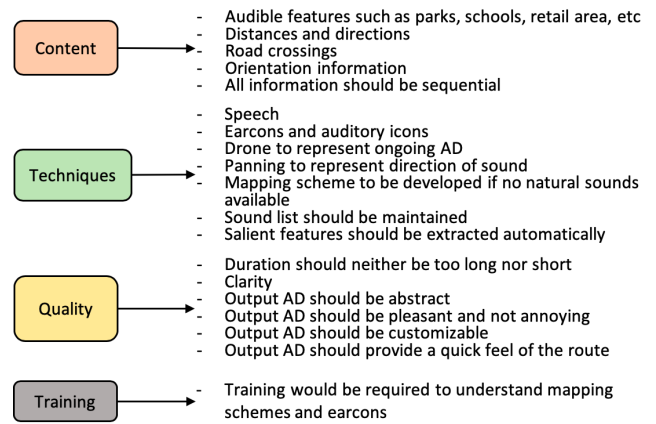 Content
- Audible features such as parks, schools, retail area, etc
- Distances and directions
- Road crossings
- Orientation information
- All information should be sequential
Techniques
- Speech
- Earcons and auditory icons
- Drone to represent ongoing AD
- Panning to represent direction of sound
- Mapping scheme to be developed if no natural sounds
available
- Sound list should be maintained
- Salient features should be extracted automatically
Quality
- Duration should neither be too long nor short
- Clarity
- Output AD should be abstract
- Output AD should be pleasant and not annoying
- Output AD should be customizable
- Output AD should provide a quick feel of the route
Training
- Training would be required to understand mapping
schemes and earcons